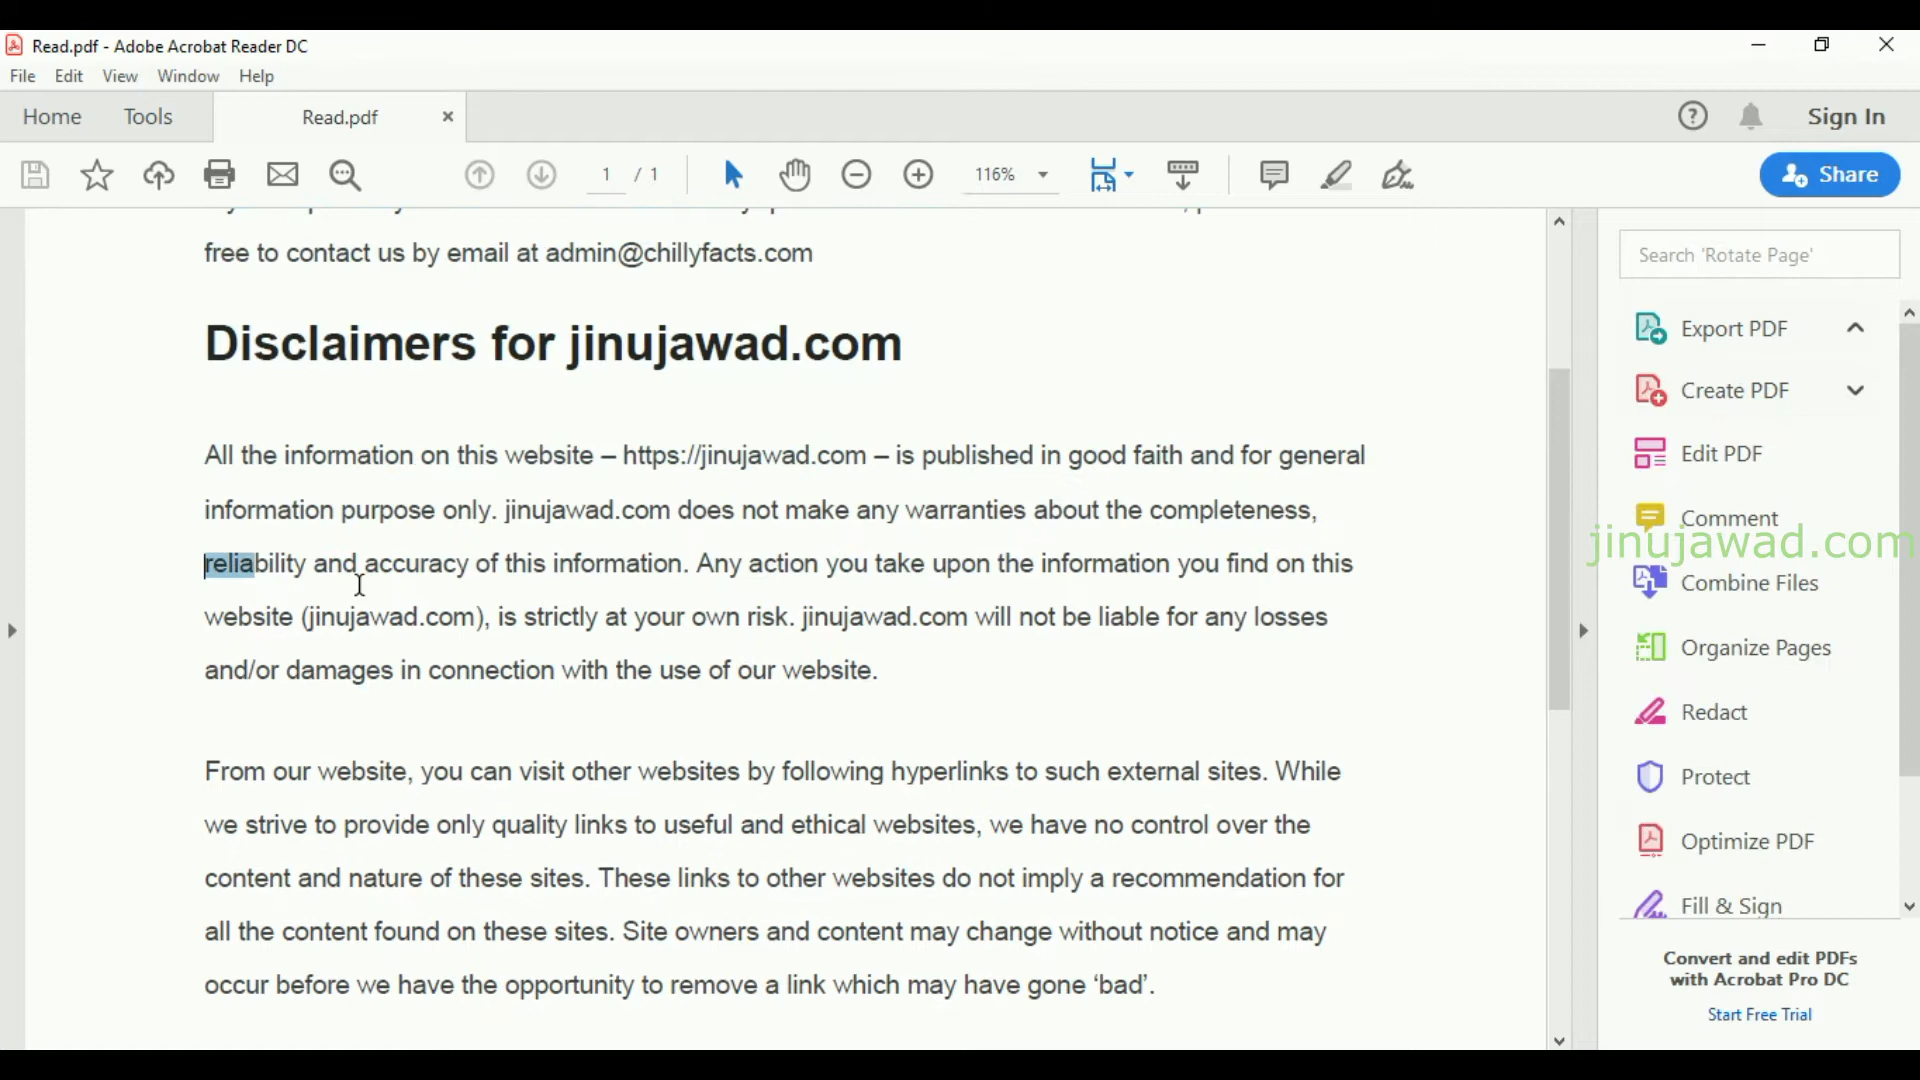 Read.pdf - Adobe Acrobat Reader DC
File Edit View Window Help
Home Tools Read.pdf Sign In
1 / 1 116% Share
free to contact us by email at admin@chillyfacts.com
Disclaimers for jinujawad.com
All the information on this website – https://jinujawad.com – is published in good faith and for general
information purpose only. jinujawad.com does not make any warranties about the completeness,
reliability and accuracy of this information. Any action you take upon the information you find on this
website (jinujawad.com), is strictly at your own risk. jinujawad.com will not be liable for any losses
and/or damages in connection with the use of our website.
From our website, you can visit other websites by following hyperlinks to such external sites. While
we strive to provide only quality links to useful and ethical websites, we have no control over the
content and nature of these sites. These links to other websites do not imply a recommendation for
all the content found on these sites. Site owners and content may change without notice and may
occur before we have the opportunity to remove a link which may have gone ‘bad’.
Search 'Rotate Page'
Export PDF
Create PDF
Edit PDF
Comment
jinujawad.com
Combine Files
Organize Pages
Redact
Protect
Optimize PDF
Fill & Sign
Convert and edit PDFs
with Acrobat Pro DC
Start Free Trial